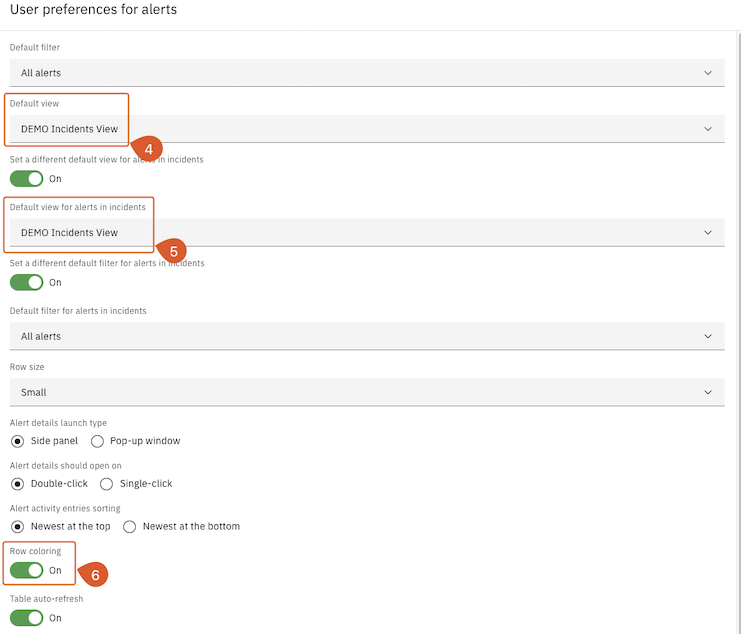 User preferences for alerts
Default filter
All alerts
Default view
DEMO Incidents View
4
Set a different default view for alerts in incidents
On
Default view for alerts in incidents
DEMO Incidents View
5
Set a different default filter for alerts in incidents
On
Default filter for alerts in incidents
All alerts
Row size
Small
Alert details launch type
Side panel Pop-up window
Alert details should open on
Double-click Single-click
Alert activity entries sorting
Newest at the top Newest at the bottom
Row coloring
On
6
Table auto-refresh
On